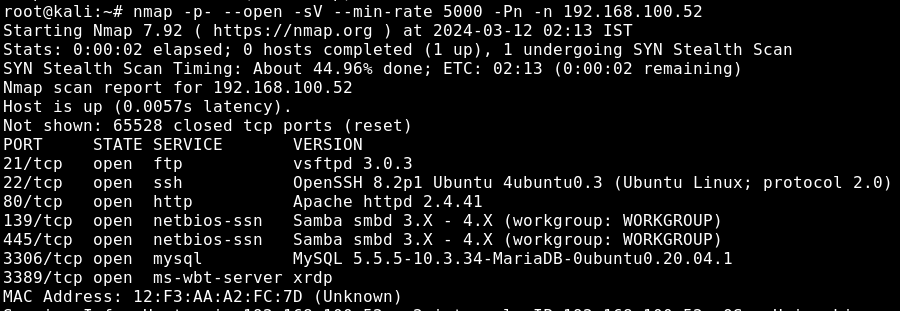 root@kali:~# nmap -p- --open -sV --min-rate 5000 -Pn -n 192.168.100.52
Starting Nmap 7.92 ( https://nmap.org ) at 2024-03-12 02:13 IST
Stats: 0:00:02 elapsed; 0 hosts completed (1 up), 1 undergoing SYN Stealth Scan
SYN Stealth Scan Timing: About 44.96% done; ETC: 02:13 (0:00:02 remaining)
Nmap scan report for 192.168.100.52
Host is up (0.0057s latency).
Not shown: 65528 closed tcp ports (reset)
PORT     STATE SERVICE       VERSION
21/tcp   open  ftp           vsftpd 3.0.3
22/tcp   open  ssh           OpenSSH 8.2p1 Ubuntu 4ubuntu0.3 (Ubuntu Linux; protocol 2.0)
80/tcp   open  http          Apache httpd 2.4.41
139/tcp  open  netbios-ssn   Samba smbd 3.X - 4.X (workgroup: WORKGROUP)
445/tcp  open  netbios-ssn   Samba smbd 3.X - 4.X (workgroup: WORKGROUP)
3306/tcp open  mysql         MySQL 5.5.5-10.3.34-MariaDB-0ubuntu0.20.04.1
3389/tcp open  ms-wbt-server xrdp
MAC Address: 12:F3:AA:A2:FC:7D (Unknown)